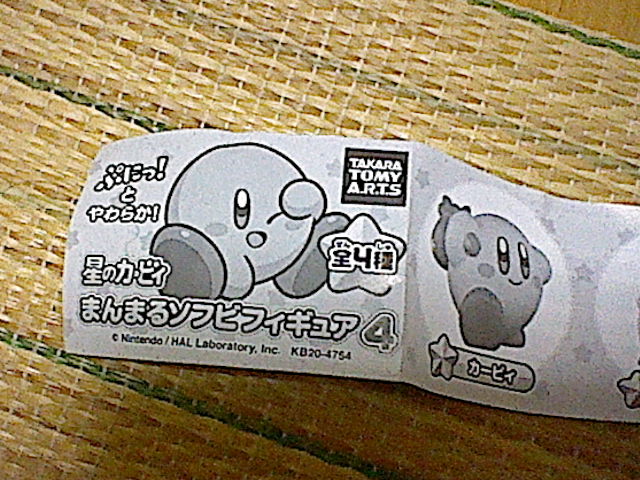 ぷにっ!
と
やわらか!
TAKARA
TOMY
A.R.T.S
全4種
星のカービィ
まんまるソフビフィギュア4
© Nintendo / HAL Laboratory, Inc. KB20-4754
カービィ